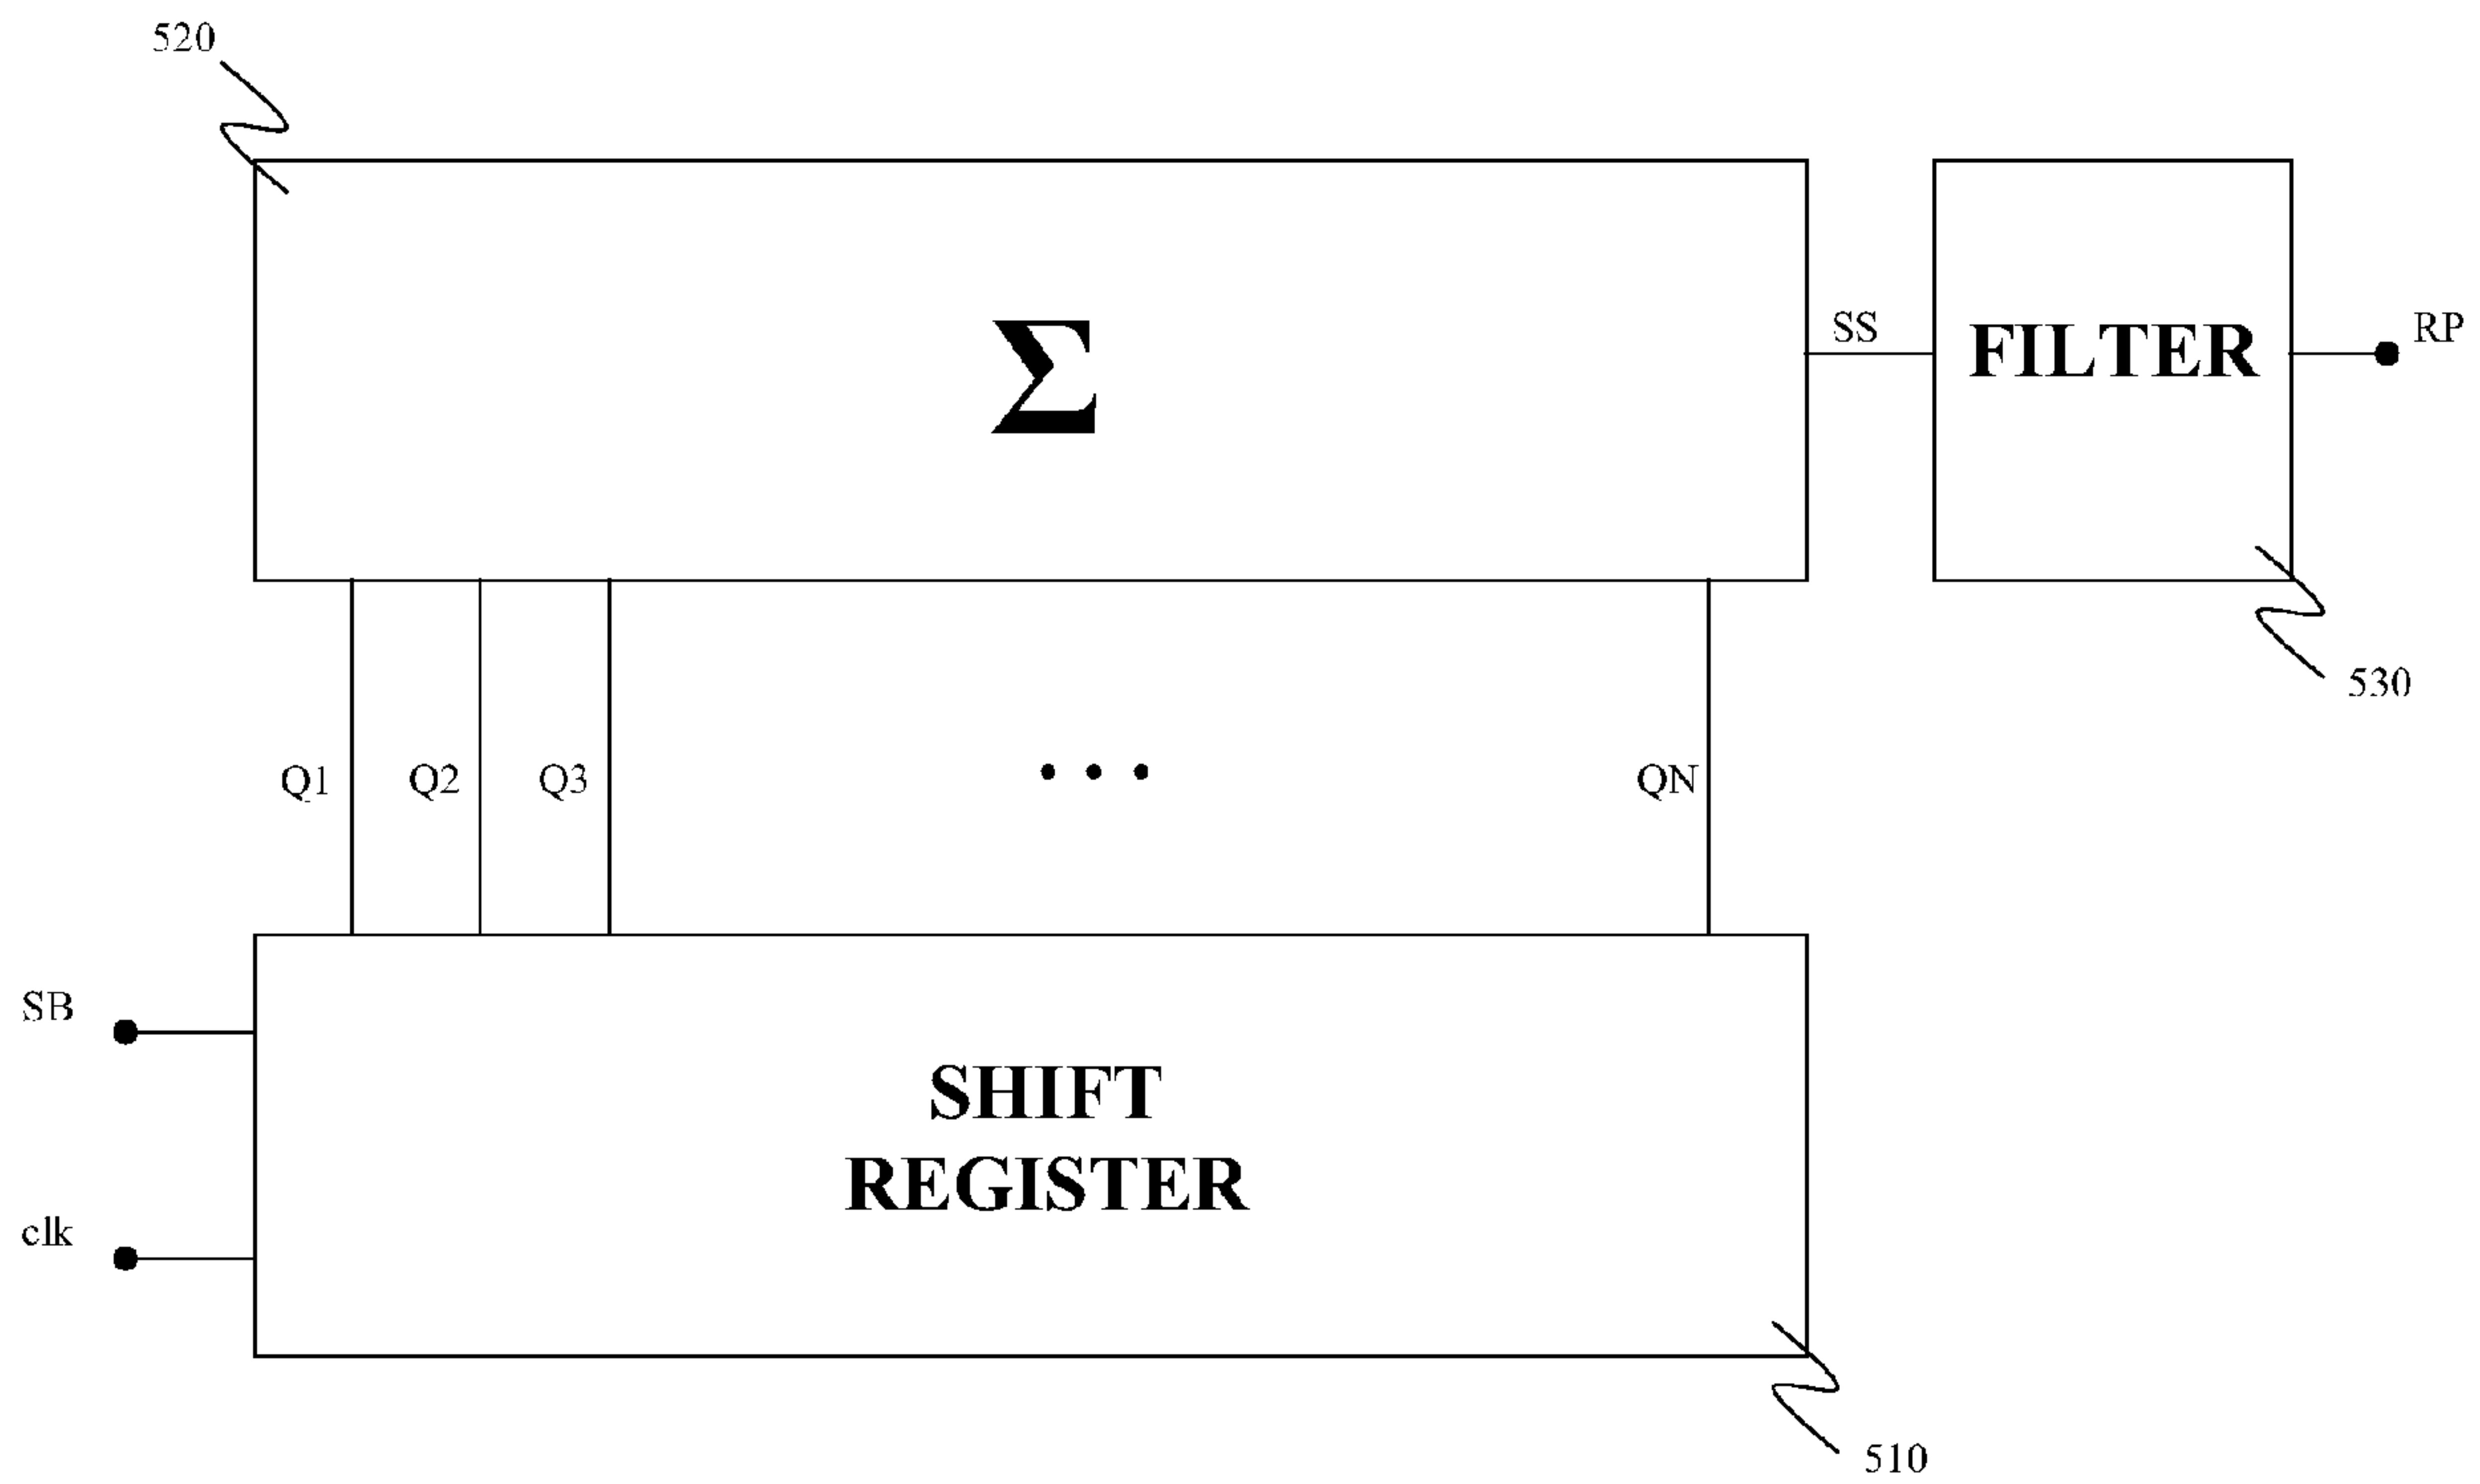 520
Σ
SS
FILTER
RP
530
Q1 Q2 Q3 ... QN
SB
SHIFT
REGISTER
clk
510